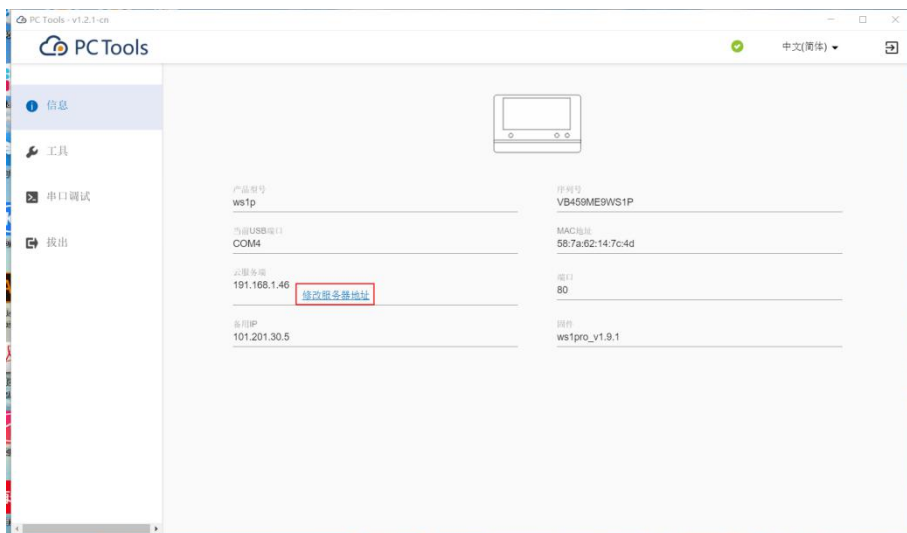 PC Tools - v1.2.1-cn
PC Tools
中文(简体)
信息
工具
串口调试
拔出
产品型号
ws1p
序列号
VB459ME9WS1P
当前USB端口
COM4
MAC地址
58:7a:62:14:7c:4d
云服务端
191.168.1.46
修改服务器地址
端口
80
备用IP
101.201.30.5
固件
ws1pro_v1.9.1